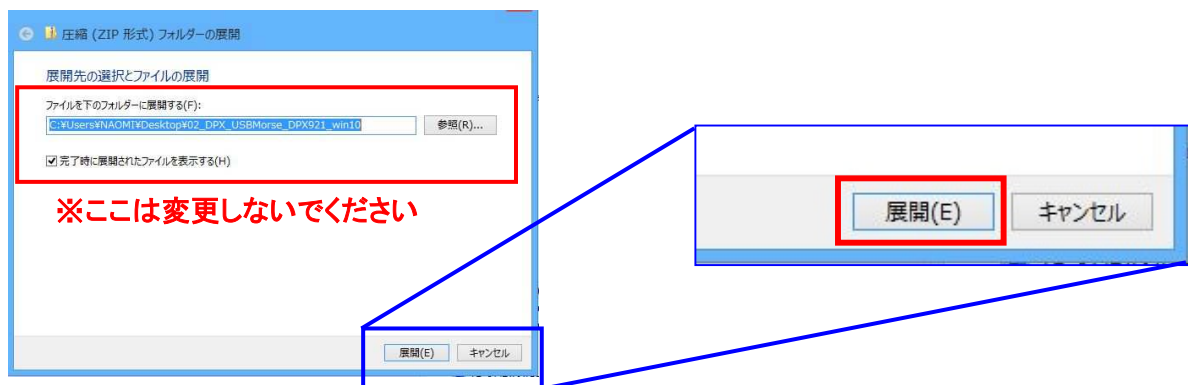 圧縮 (ZIP 形式) フォルダーの展開
展開先の選択とファイルの展開
ファイルを下のフォルダーに展開する(F):
C:¥Users¥NAOMI¥Desktop¥02_DPX_USBMorse_DPX921_win10
参照(R)...
完了時に展開されたファイルを表示する(H)
※ここは変更しないでください
展開(E) キャンセル
展開(E) キャンセル